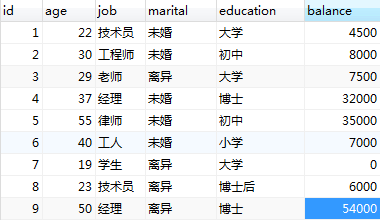 id age job marital education balance
1 22 技术员 未婚 大学 4500
2 30 工程师 未婚 初中 8000
3 29 老师 离异 大学 7500
4 37 经理 未婚 博士 32000
5 55 律师 未婚 初中 35000
6 40 工人 未婚 小学 7000
7 19 学生 离异 大学 0
8 23 技术员 离异 博士后 6000
9 50 经理 离异 博士 54000